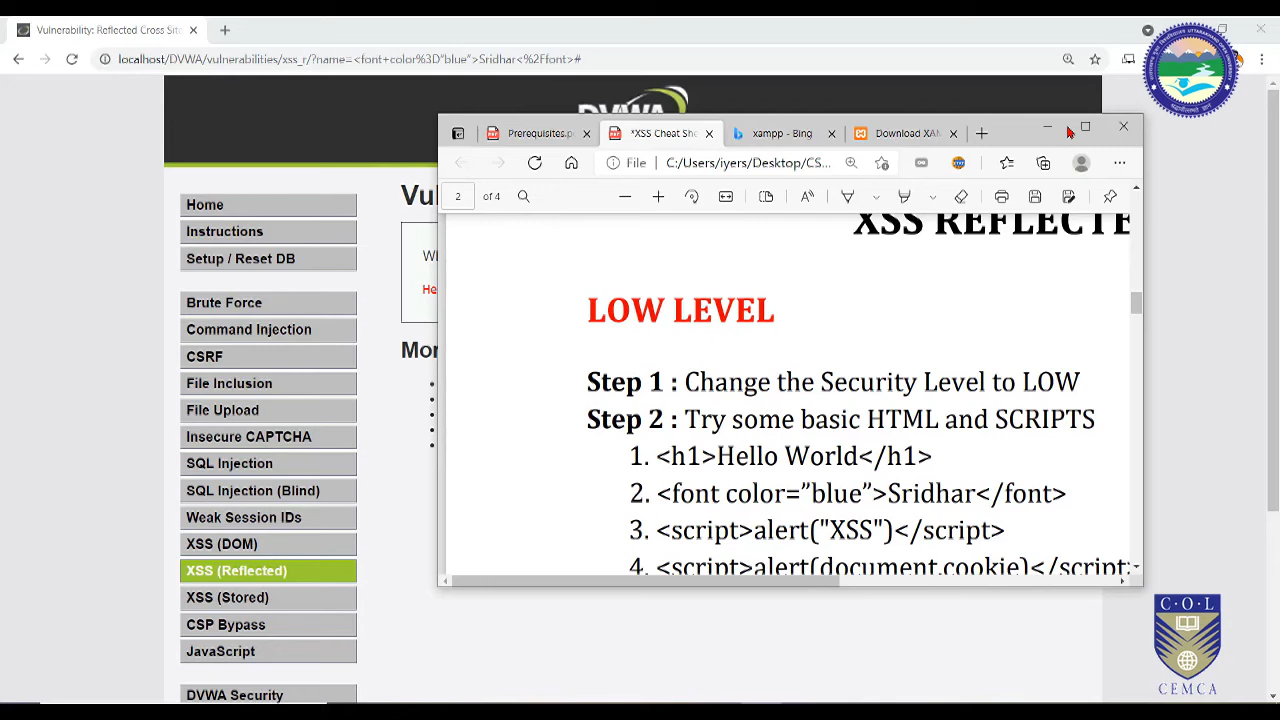 Vulnerability: Reflected Cross Sit
localhost/DVWA/vulnerabilities/xss_r/?name=<font+color%3D"blue">Sridhar<%2Ffont>#
DVWA
Prerequisites.p
*XSS Cheat She
xampp - Bing
Download XAM
File
C:/Users/iyers/Desktop/CS...
2
of 4
XSS REFLECTE
LOW LEVEL
Step 1 : Change the Security Level to LOW
Step 2 : Try some basic HTML and SCRIPTS
1. <h1>Hello World</h1>
2. <font color=”blue”>Sridhar</font>
3. <script>alert("XSS")</script>
4. <script>alert(document.cookie)</script>
Home
Instructions
Setup / Reset DB
Brute Force
Command Injection
CSRF
File Inclusion
File Upload
Insecure CAPTCHA
SQL Injection
SQL Injection (Blind)
Weak Session IDs
XSS (DOM)
XSS (Reflected)
XSS (Stored)
CSP Bypass
JavaScript
DVWA Security
Vul
Wh
He
Mor
C·O·L
CEMCA